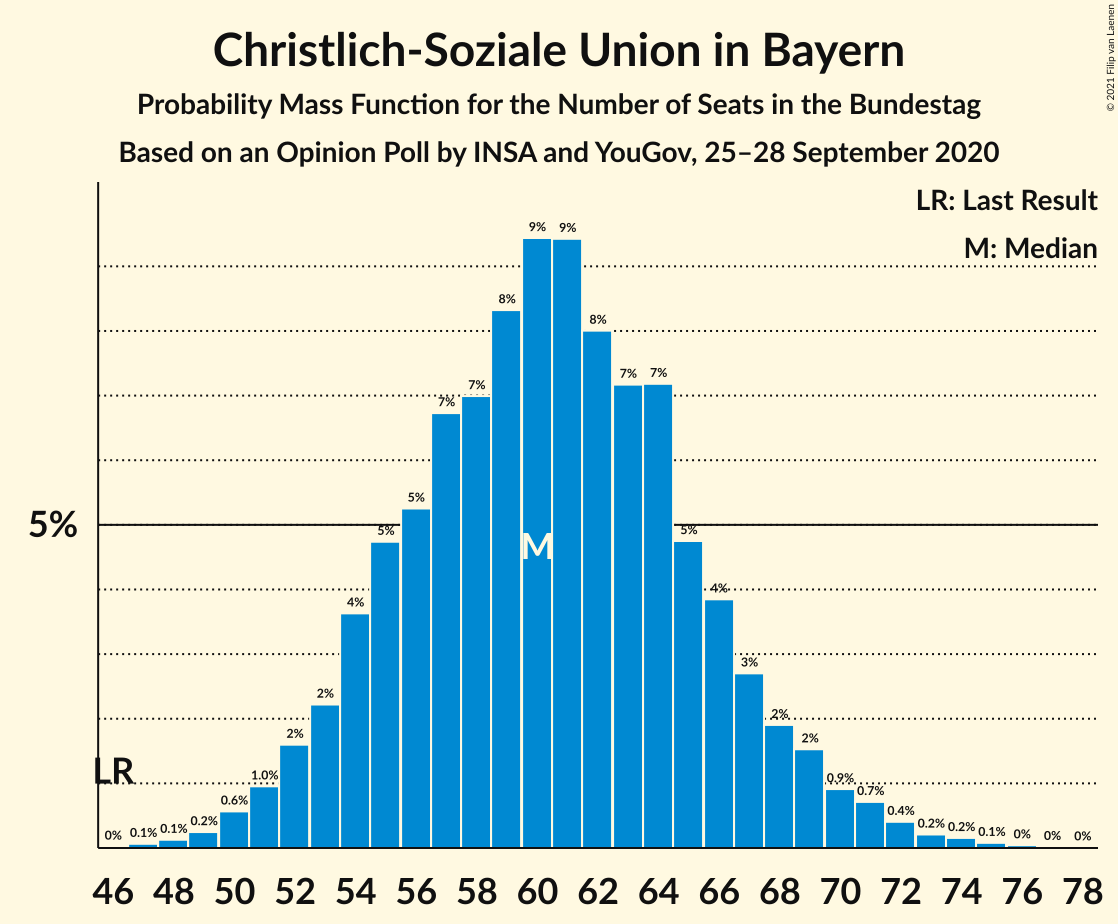 Christlich-Soziale Union in Bayern
Probability Mass Function for the Number of Seats in the Bundestag
Based on an Opinion Poll by INSA and YouGov, 25–28 September 2020
© 2021 Filip van Laenen
LR: Last Result
M: Median
5%
LR
M
0% 0.1% 0.1% 0.2% 0.6% 1.0% 2% 2% 4% 5% 5% 7% 7% 8% 9% 9% 8% 7% 7% 5% 4% 3% 2% 2% 0.9% 0.7% 0.4% 0.2% 0.2% 0.1% 0% 0% 0%
46 48 50 52 54 56 58 60 62 64 66 68 70 72 74 76 78